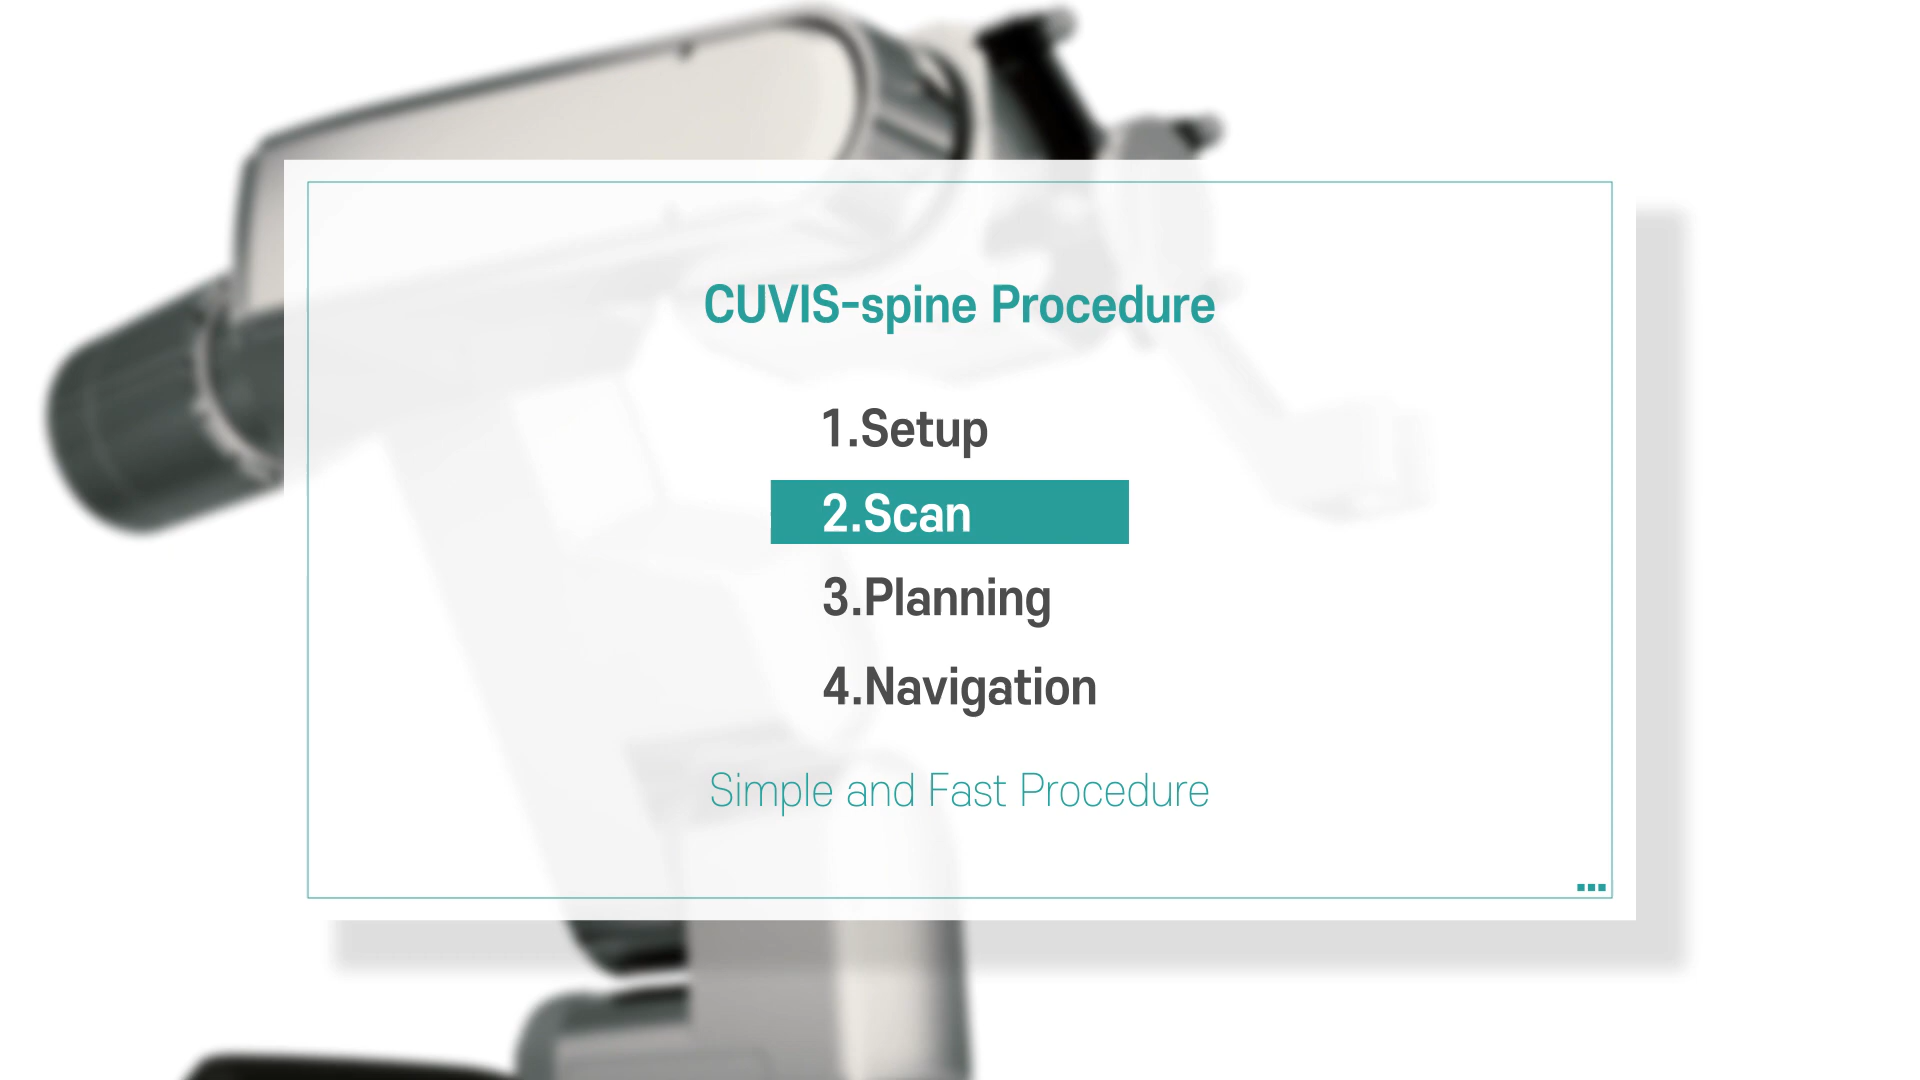 CUVIS-spine Procedure
1.Setup
2.Scan
3.Planning
4.Navigation
Simple and Fast Procedure